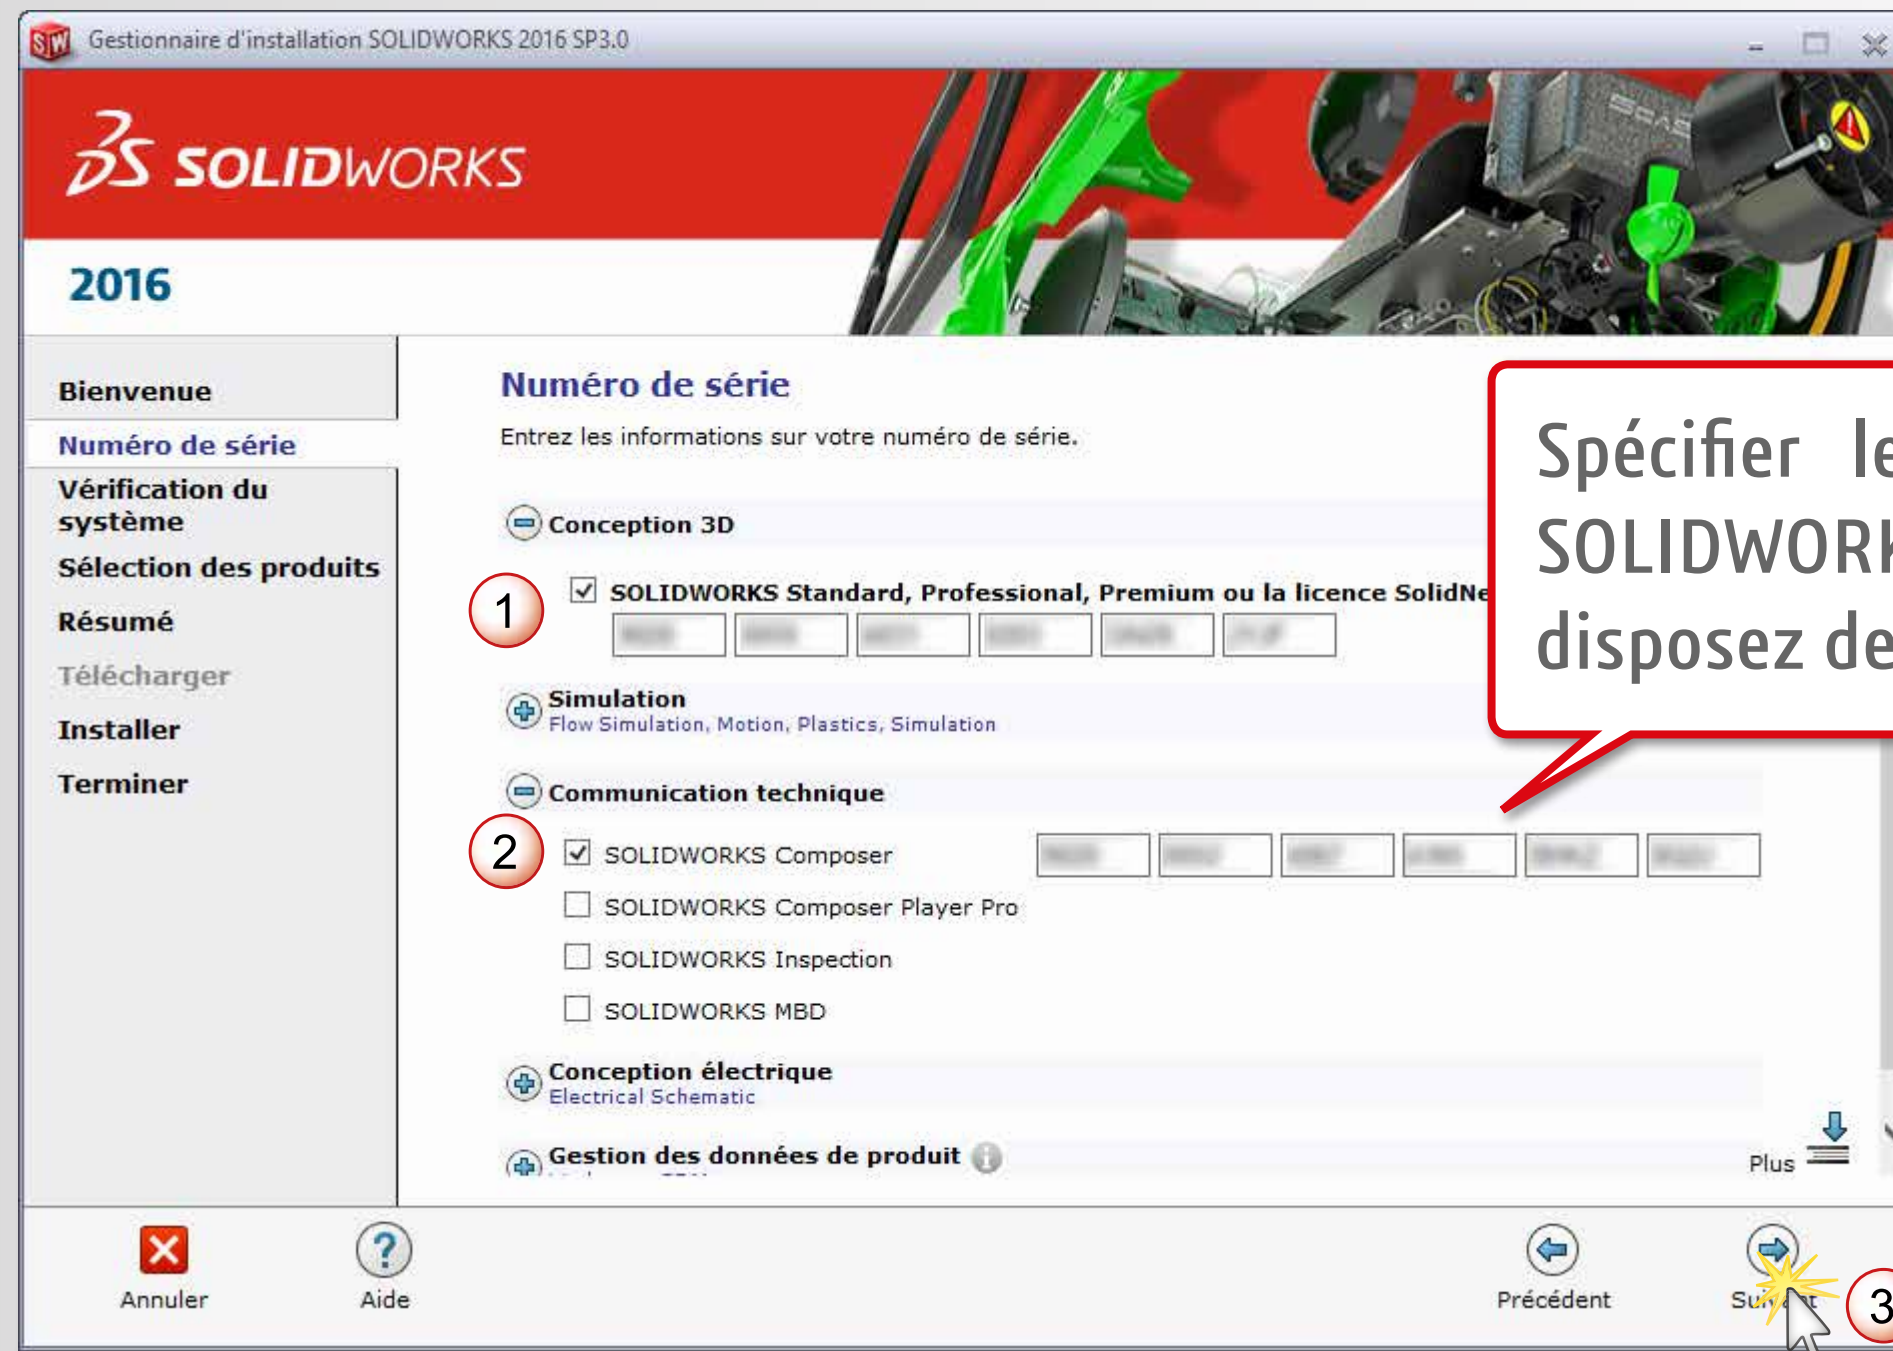 Gestionnaire d'installation SOLIDWORKS 2016 SP3.0
SOLIDWORKS
2016
Bienvenue
Numéro de série
Vérification du
système
Sélection des produits
Résumé
Télécharger
Installer
Terminer
Numéro de série
Entrez les informations sur votre numéro de série.
Conception 3D
1
SOLIDWORKS Standard, Professional, Premium ou la licence SolidNe
Simulation
Flow Simulation, Motion, Plastics, Simulation
Communication technique
2
SOLIDWORKS Composer
SOLIDWORKS Composer Player Pro
SOLIDWORKS Inspection
SOLIDWORKS MBD
Conception électrique
Electrical Schematic
Gestion des données de produit
Plus
Spécifier le
SOLIDWORK
disposez de
Annuler
Aide
Précédent
Suivant
3